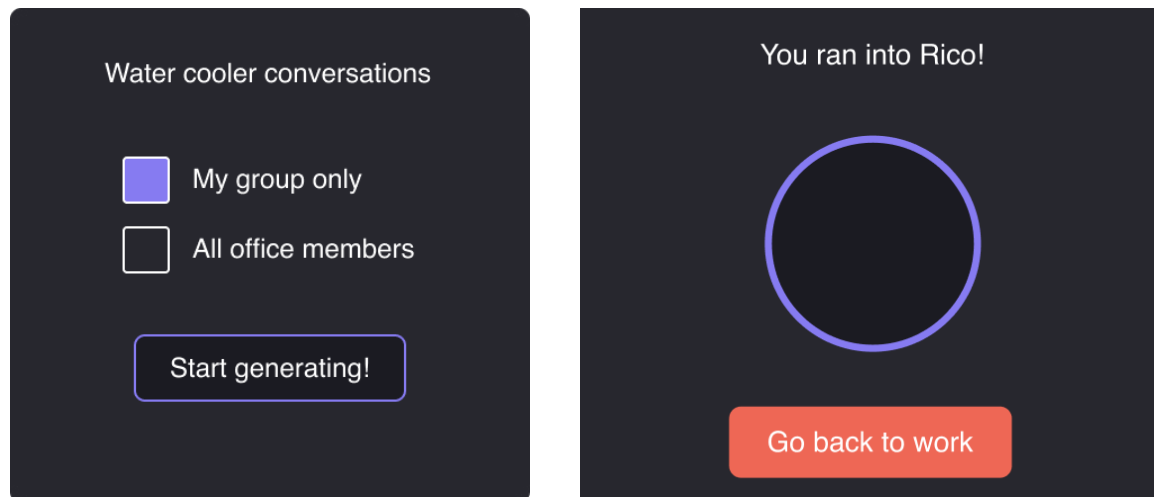 Water cooler conversations
My group only
All office members
Start generating!
You ran into Rico!
Go back to work